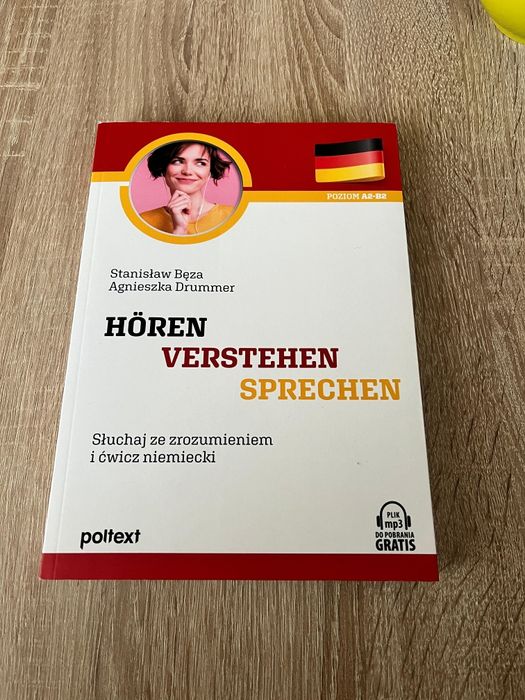 POZIOM A2-B2
Stanisław Bęza
Agnieszka Drummer
HÖREN
VERSTEHEN
SPRECHEN
Słuchaj ze zrozumieniem
i ćwicz niemiecki
poltext
PLIK
mp3
DO POBRANIA
GRATIS